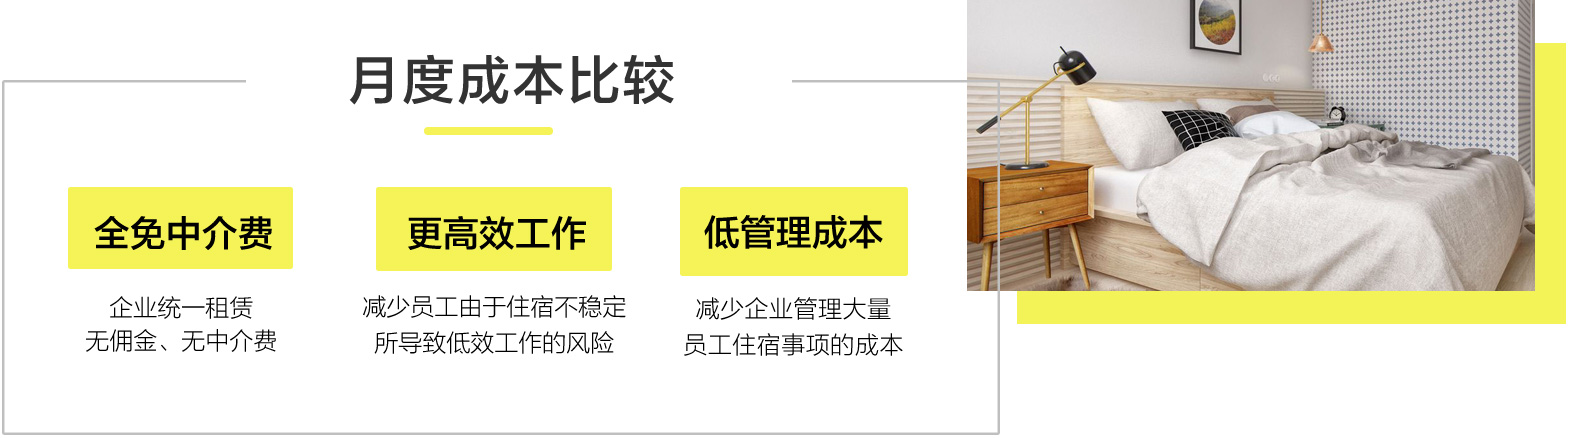 月度成本比较
全免中介费
更高效工作
低管理成本
企业统一租赁
无佣金、无中介费
减少员工由于住宿不稳定
所导致低效工作的风险
减少企业管理大量
员工住宿事项的成本